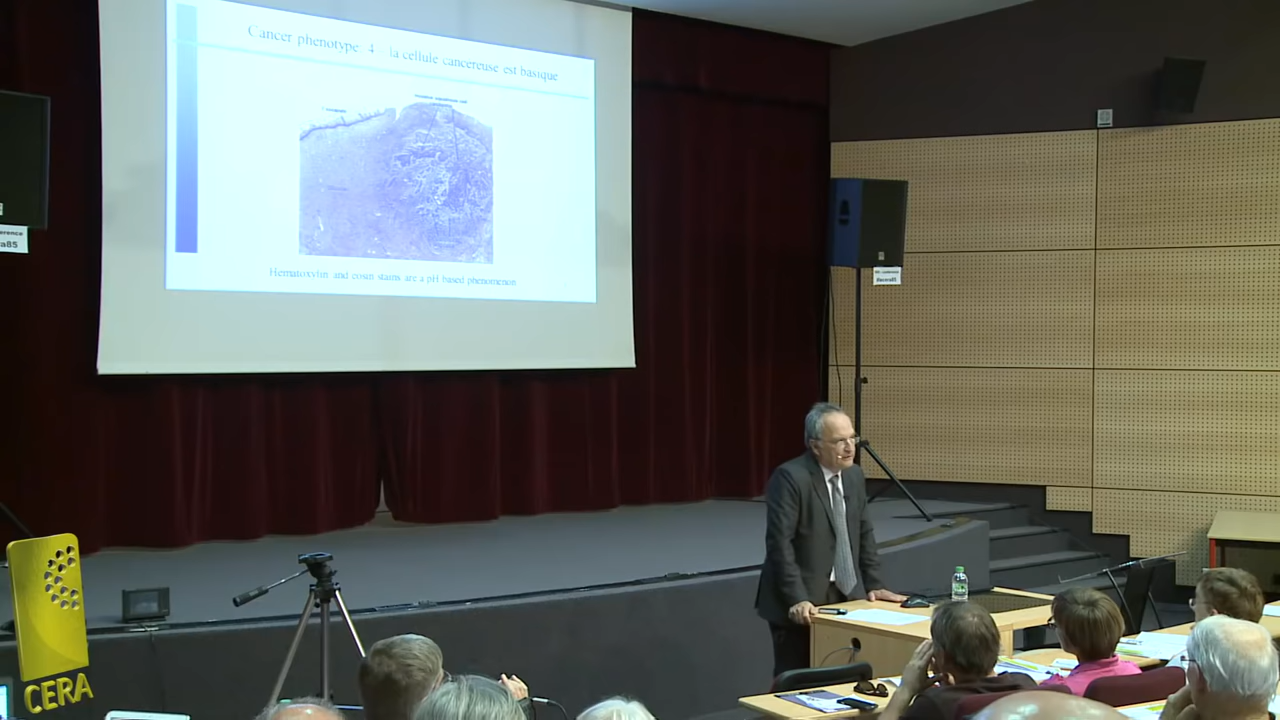 Cancer phenotype 4 la cellule cancereuse est basique
Hematoxylin and eosin stains are a pH based phenomenon
CERA